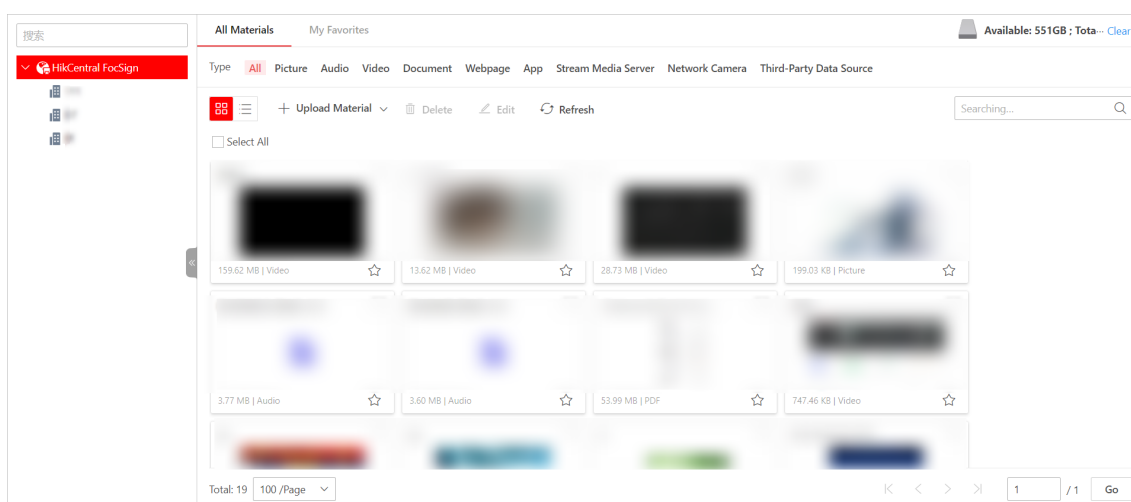 搜索
HikCentral FocSign
All Materials My Favorites
Available: 551GB ; Tota··· Clear
Type All Picture Audio Video Document Webpage App Stream Media Server Network Camera Third-Party Data Source
Upload Material Delete Edit Refresh
Searching...
Select All
159.62 MB | Video
13.62 MB | Video
28.73 MB | Video
199.03 KB | Picture
3.77 MB | Audio
3.60 MB | Audio
53.99 MB | PDF
747.46 KB | Video
Total: 19 100 /Page
1 / 1 Go